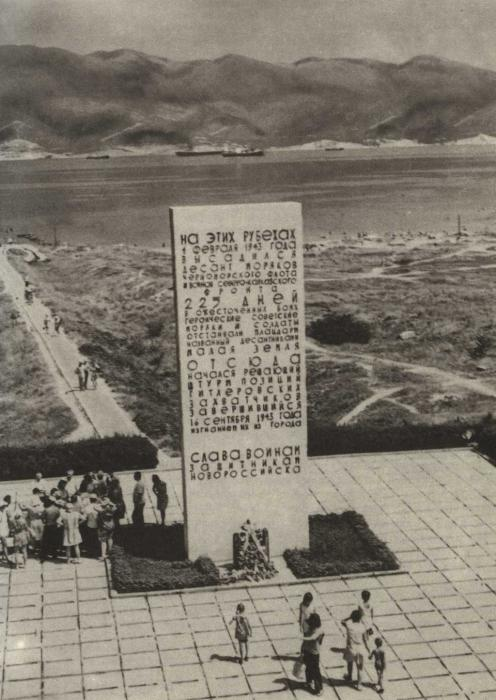 НА ЭТИХ РУБЕЖАХ
4 ФЕВРАЛЯ 1943 ГОДА
ВЫСАДИЛСЯ
ДЕСАНТ МОРЯКОВ
ЧЕРНОМОРСКОГО ФЛОТА
И ВОИНОВ СЕВЕРО-КАВКАЗСКОГО
ФРОНТА
225 ДНЕЙ
В ОЖЕСТОЧЕННЫХ БОЯХ
ГЕРОИЧЕСКИЕ СОВЕТСКИЕ
МОРЯКИ И СОЛДАТЫ
ОТСТАИВАЛИ ПЛАЦДАРМ
НАЗВАННЫЙ ДЕСАНТНИКАМИ
МАЛАЯ ЗЕМЛЯ
ОТСЮДА
НАЧАЛСЯ РЕШАЮЩИЙ
ШТУРМ ПОЗИЦИЙ
ГИТЛЕРОВСКИХ
ЗАХВАТЧИКОВ
ЗАВЕРШИВШИЙСЯ
16 СЕНТЯБРЯ 1943 ГОДА
ИЗГНАНИЕМ ИХ ИЗ ГОРОДА
СЛАВА ВОИНАМ
ЗАЩИТНИКАМ
НОВОРОССИЙСКА